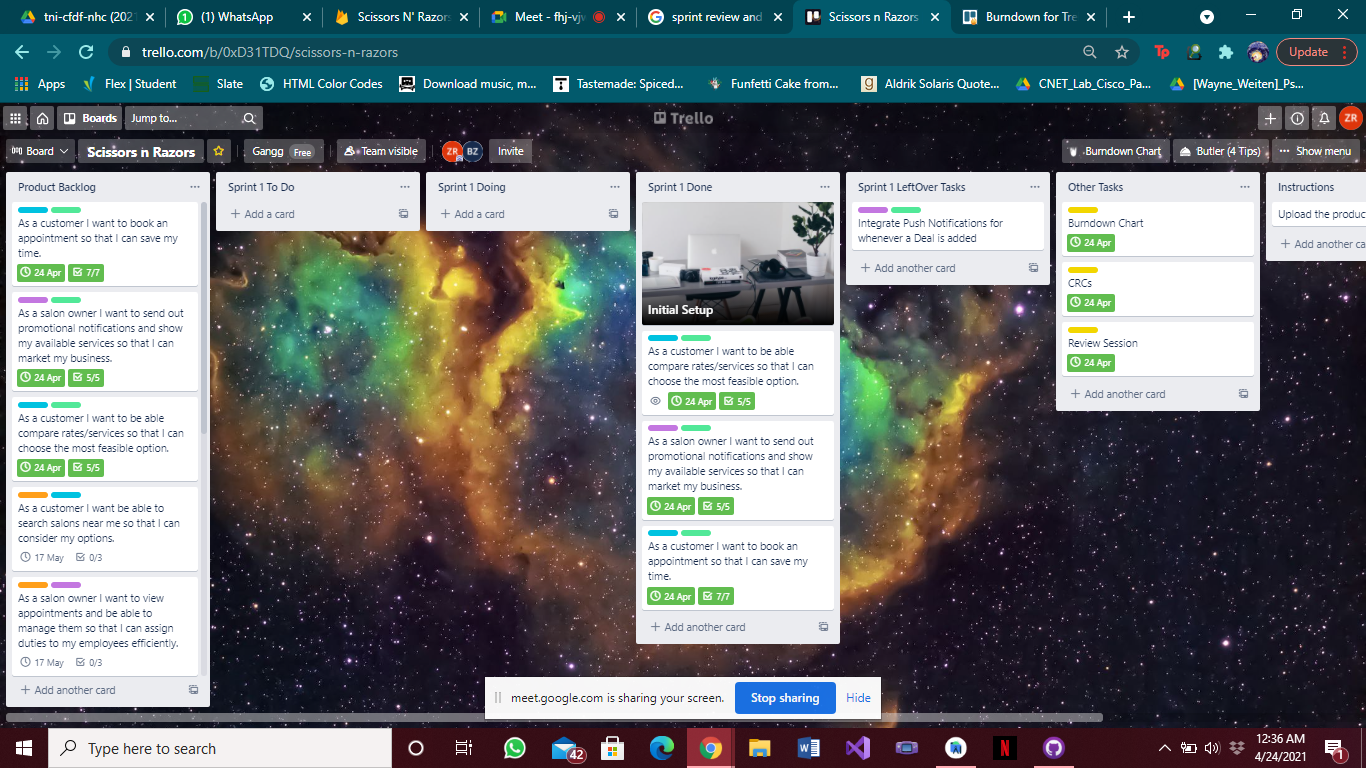 tni-cfdf-nhc (2021
(1) WhatsApp
Scissors N' Razors
Meet - fhj-vjw
sprint review and
Scissors n Razors
Burndown for Tre
trello.com/b/0xD31TDQ/scissors-n-razors
Tp
Update
Apps
Flex | Student
Slate
HTML Color Codes
Download music, m...
Tastemade: Spiced...
Funfetti Cake from...
Aldrik Solaris Quote...
CNET_Lab_Cisco_Pa...
[Wayne_Weiten]_Ps...
Boards
Jump to...
Trello
ZR
Board
Scissors n Razors
Gangg Free
Team visible
ZR
BZ
Invite
Burndown Chart
Butler (4 Tips)
... Show menu
Product Backlog
As a customer I want to book an
appointment so that I can save my
time.
24 Apr
7/7
As a salon owner I want to send out
promotional notifications and show
my available services so that I can
market my business.
24 Apr
5/5
As a customer I want to be able
compare rates/services so that I can
choose the most feasible option.
24 Apr
5/5
As a customer I want be able to
search salons near me so that I can
consider my options.
17 May
0/3
As a salon owner I want to view
appointments and be able to
manage them so that I can assign
duties to my employees efficiently.
17 May
0/3
+ Add another card
Sprint 1 To Do
+ Add a card
Sprint 1 Doing
+ Add a card
Sprint 1 Done
Initial Setup
As a customer I want to be able
compare rates/services so that I can
choose the most feasible option.
24 Apr
5/5
As a salon owner I want to send out
promotional notifications and show
my available services so that I can
market my business.
24 Apr
5/5
As a customer I want to book an
appointment so that I can save my
time.
24 Apr
7/7
+ Add another card
Sprint 1 LeftOver Tasks
Integrate Push Notifications for
whenever a Deal is added
+ Add another card
Other Tasks
Burndown Chart
24 Apr
CRCs
24 Apr
Review Session
24 Apr
+ Add another card
Instructions
Upload the produc
+ Add another ca
meet.google.com is sharing your screen.
Stop sharing
Hide
Type here to search
42
N
12:36 AM
4/24/2021
1